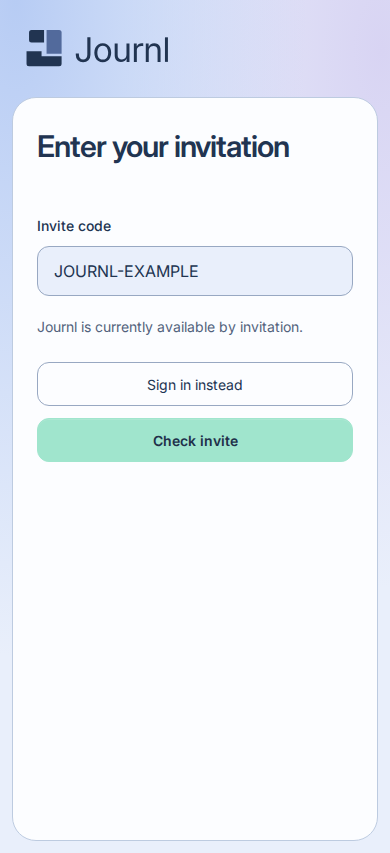 Journl
Enter your invitation
Invite code
JOURNL-EXAMPLE
Journl is currently available by invitation.
Sign in instead
Check invite